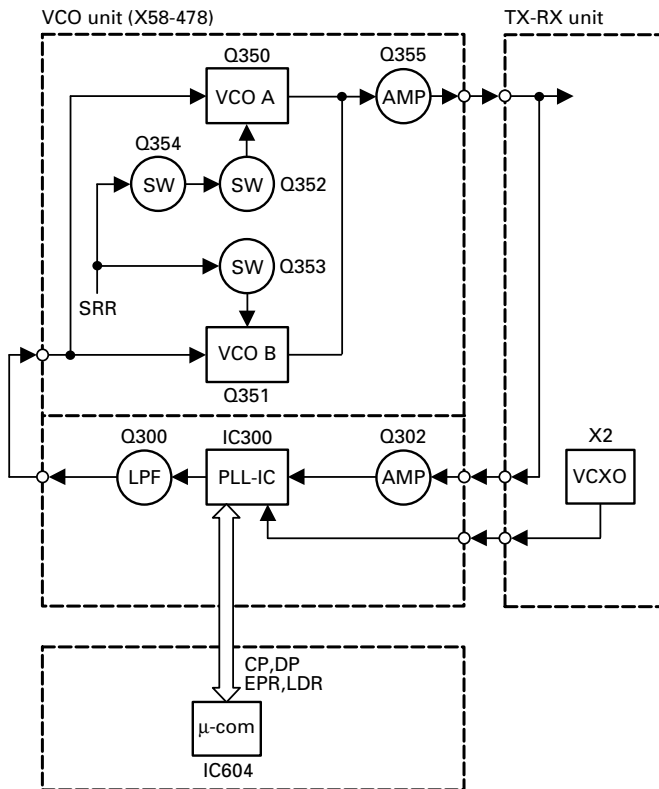 VCO unit (X58-478)
TX-RX unit
Q350
VCO A
Q355
AMP
Q354
SW
SW
Q352
SW
Q353
SRR
VCO B
Q351
Q300
LPF
IC300
PLL-IC
Q302
AMP
X2
VCXO
CP,DP
EPR,LDR
μ-com
IC604